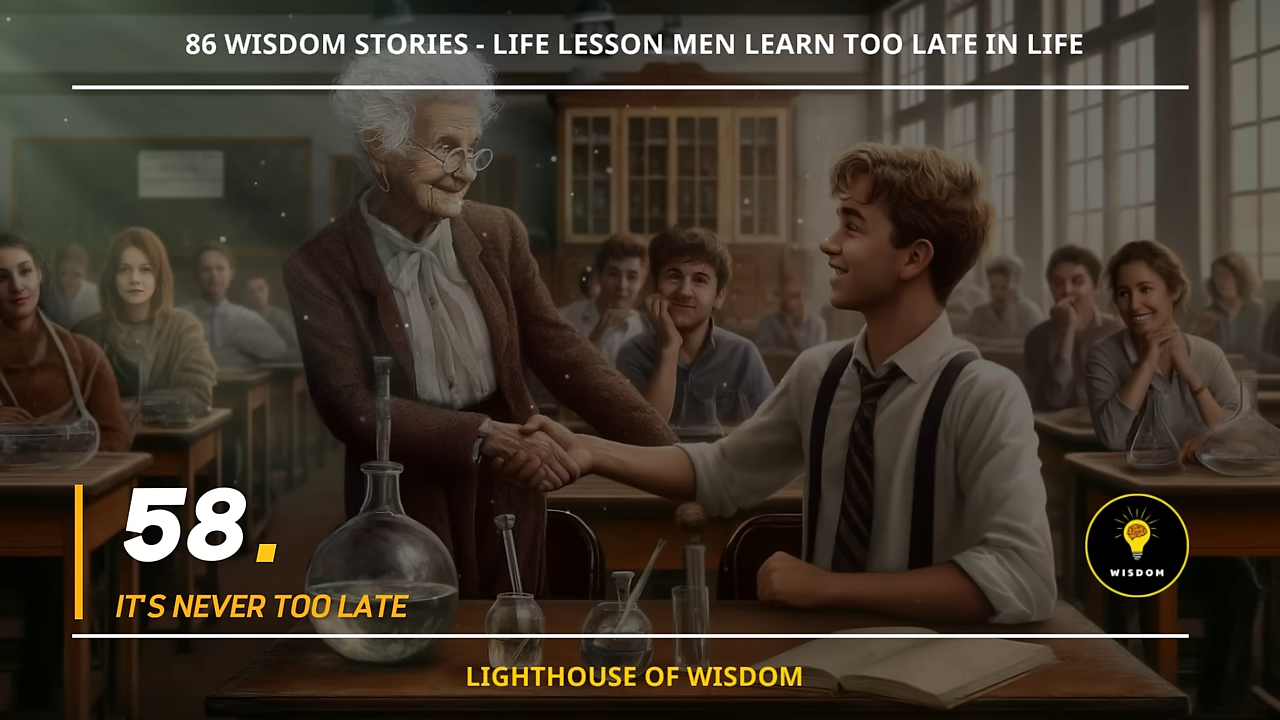 86 WISDOM STORIES - LIFE LESSON MEN LEARN TOO LATE IN LIFE
58.
IT'S NEVER TOO LATE
WISDOM
LIGHTHOUSE OF WISDOM